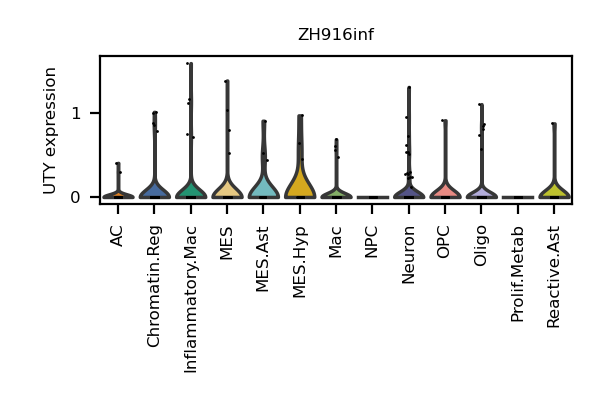 ZH916inf
UTY expression
1
0
AC
Chromatin.Reg
Inflammatory.Mac
MES
MES.Ast
MES.Hyp
Mac
NPC
Neuron
OPC
Oligo
Prolif.Metab
Reactive.Ast